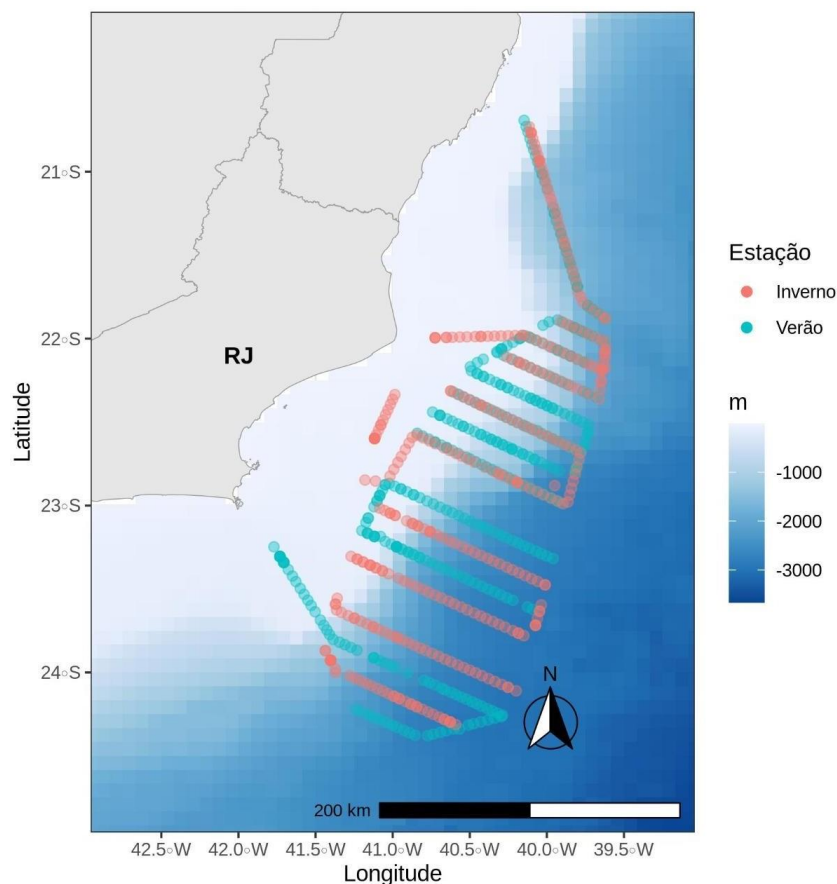 21°S
22°S
23°S
24°S
Latitude
RJ
N
200 km
42.5°W
42.0°W
41.5°W
41.0°W
40.5°W
40.0°W
39.5°W
Longitude
Estação
Inverno
Verão
m
-1000
-2000
-3000